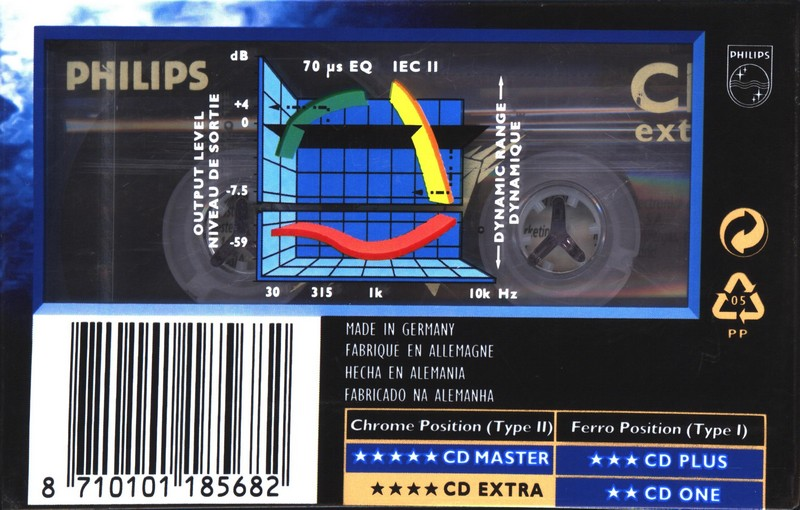 PHILIPS
dB
70 µs EQ IEC II
+4
0
-7.5
-59
OUTPUT LEVEL
NIVEAU DE SORTIE
DYNAMIC RANGE
DYNAMIQUE
30 315 1k 10k Hz
ext
PHILIPS
05
PP
MADE IN GERMANY
FABRIQUE EN ALLEMAGNE
HECHA EN ALEMANIA
FABRICADO NA ALEMANHA
8 710101 185682
Chrome Position (Type II) Ferro Position (Type I)
★★★★★ CD MASTER ★★★ CD PLUS
★★★★ CD EXTRA ★★ CD ONE